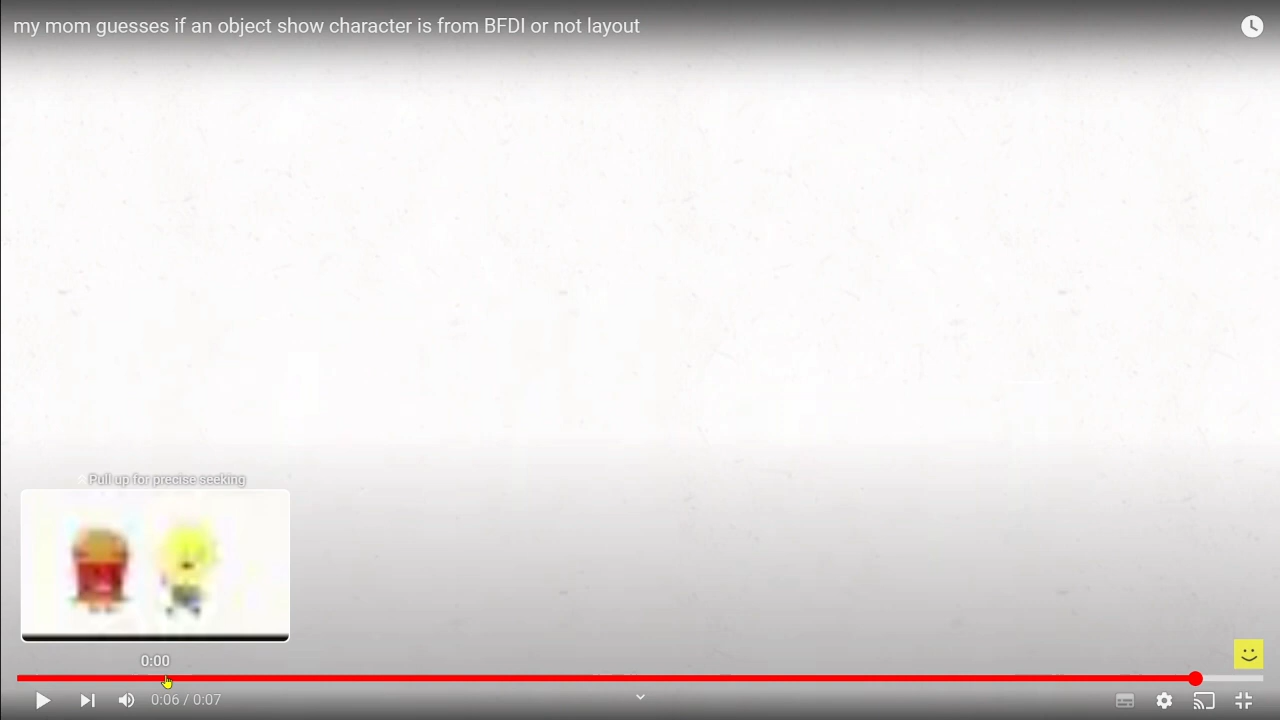 my mom guesses if an object show character is from BFDI or not layout
Pull up for precise seeking
0:00
0:06 / 0:07